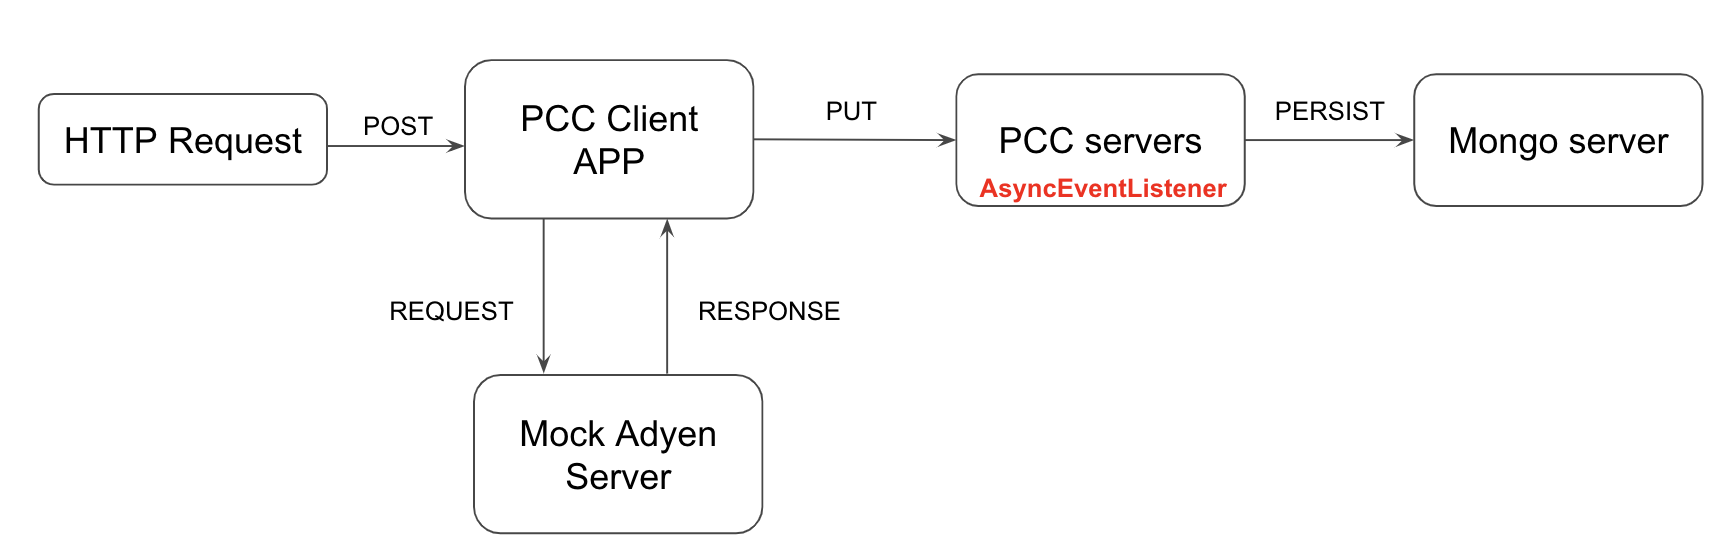 HTTP Request
POST
PCC Client
APP
PUT
PCC servers
AsyncEventListener
PERSIST
Mongo server
REQUEST
RESPONSE
Mock Adyen
Server